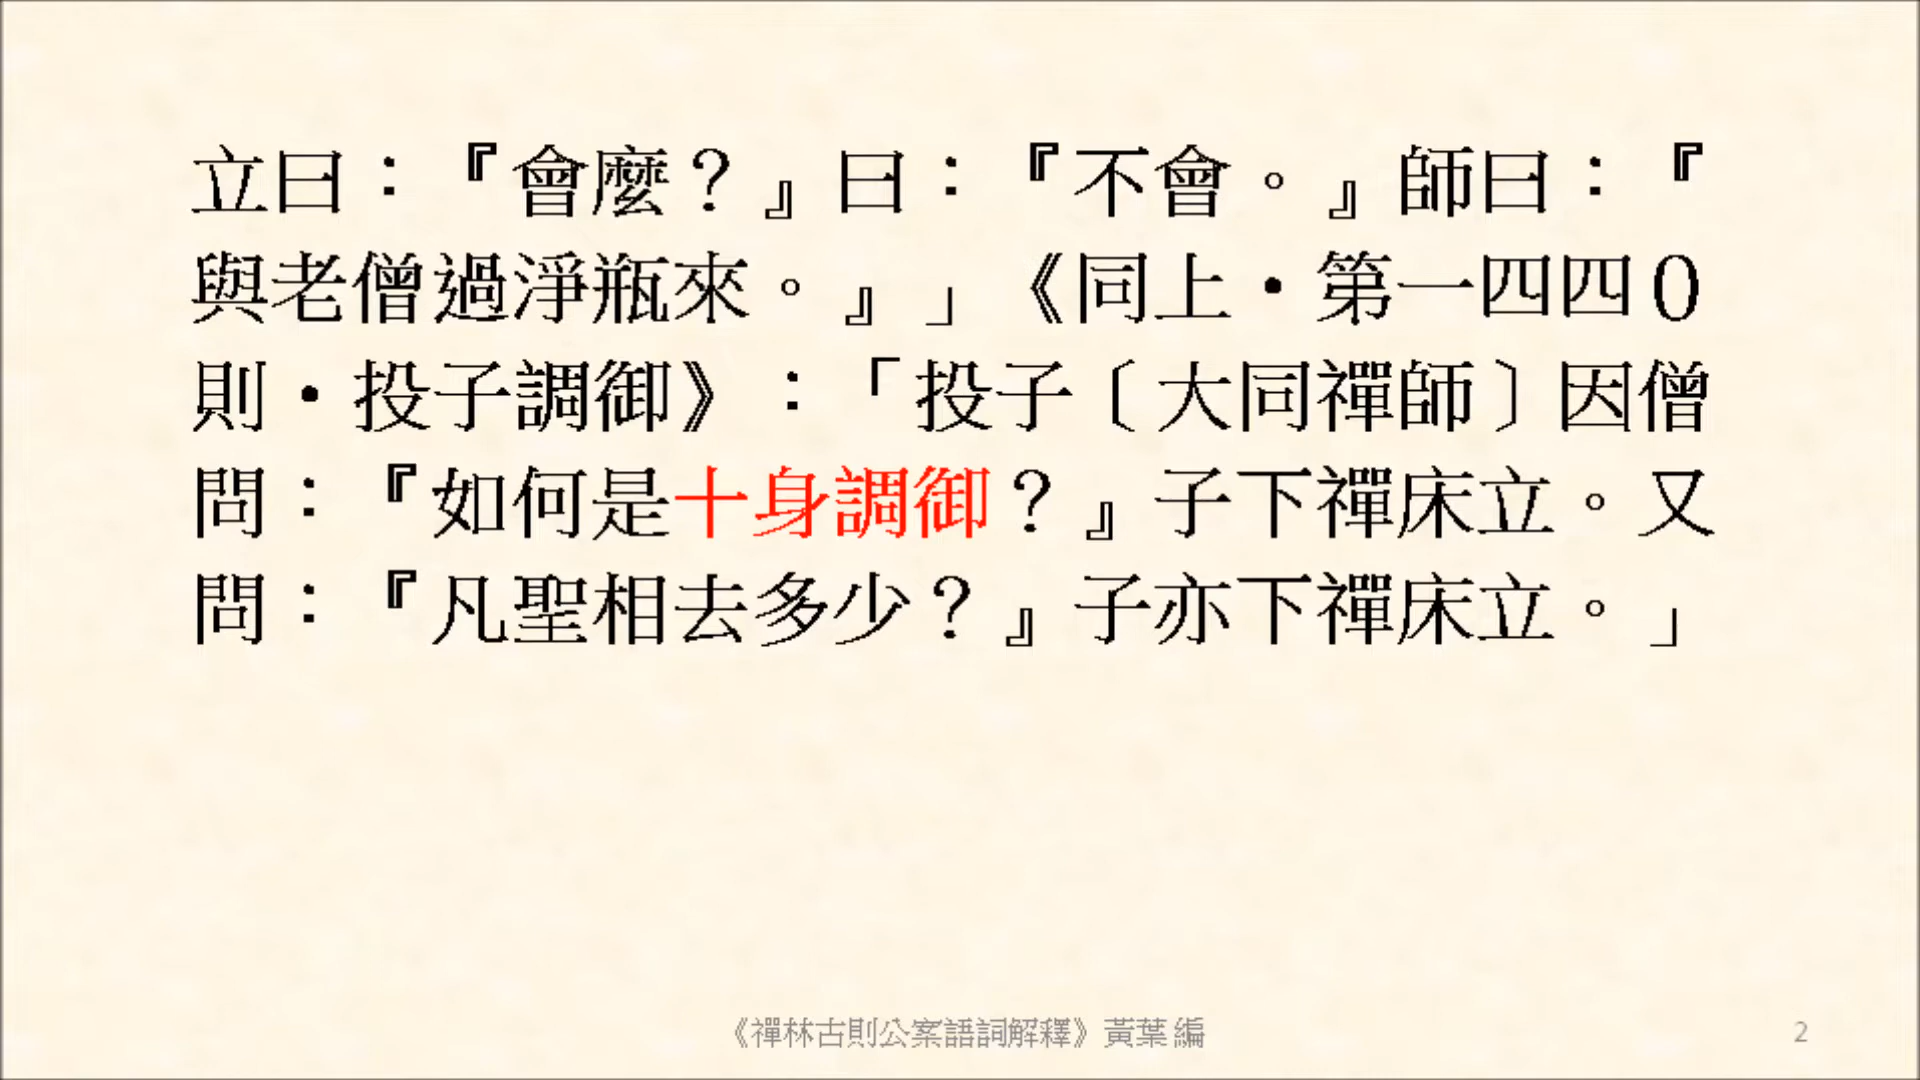 立曰：『會麼？』曰：『不會。』師曰：『
與老僧過淨瓶來。』」《同上・第一四四０
則・投子調御》：「投子〔大同禪師〕因僧
問：『如何是十身調御？』子下禪床立。又
問：『凡聖相去多少？』子亦下禪床立。」
《禪林古則公案語詞解釋》黃葉 編
2